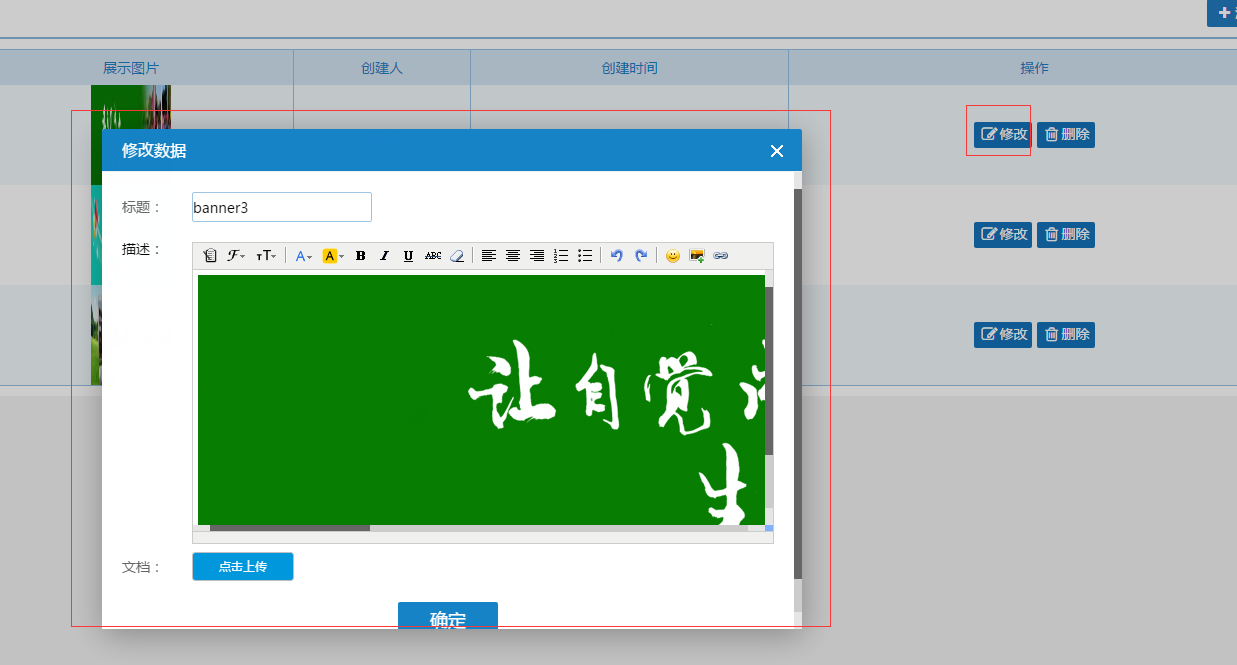 展示图片 创建人 创建时间 操作
修改 删除
修改数据
标题： banner3
描述：
ABC
让自觉
生
修改 删除
修改 删除
文档： 点击上传
确定